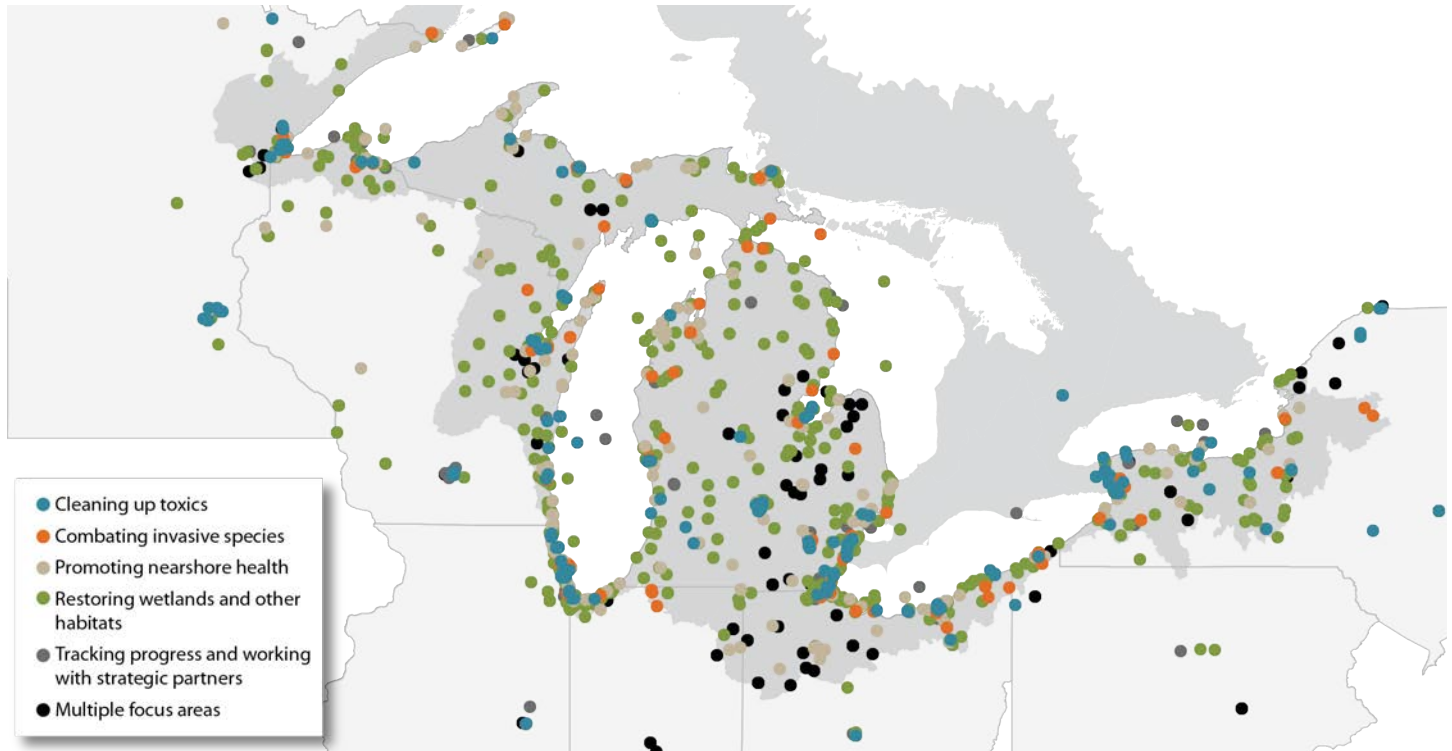 Cleaning up toxics
Combating invasive species
Promoting nearshore health
Restoring wetlands and other
habitats
Tracking progress and working
with strategic partners
Multiple focus areas